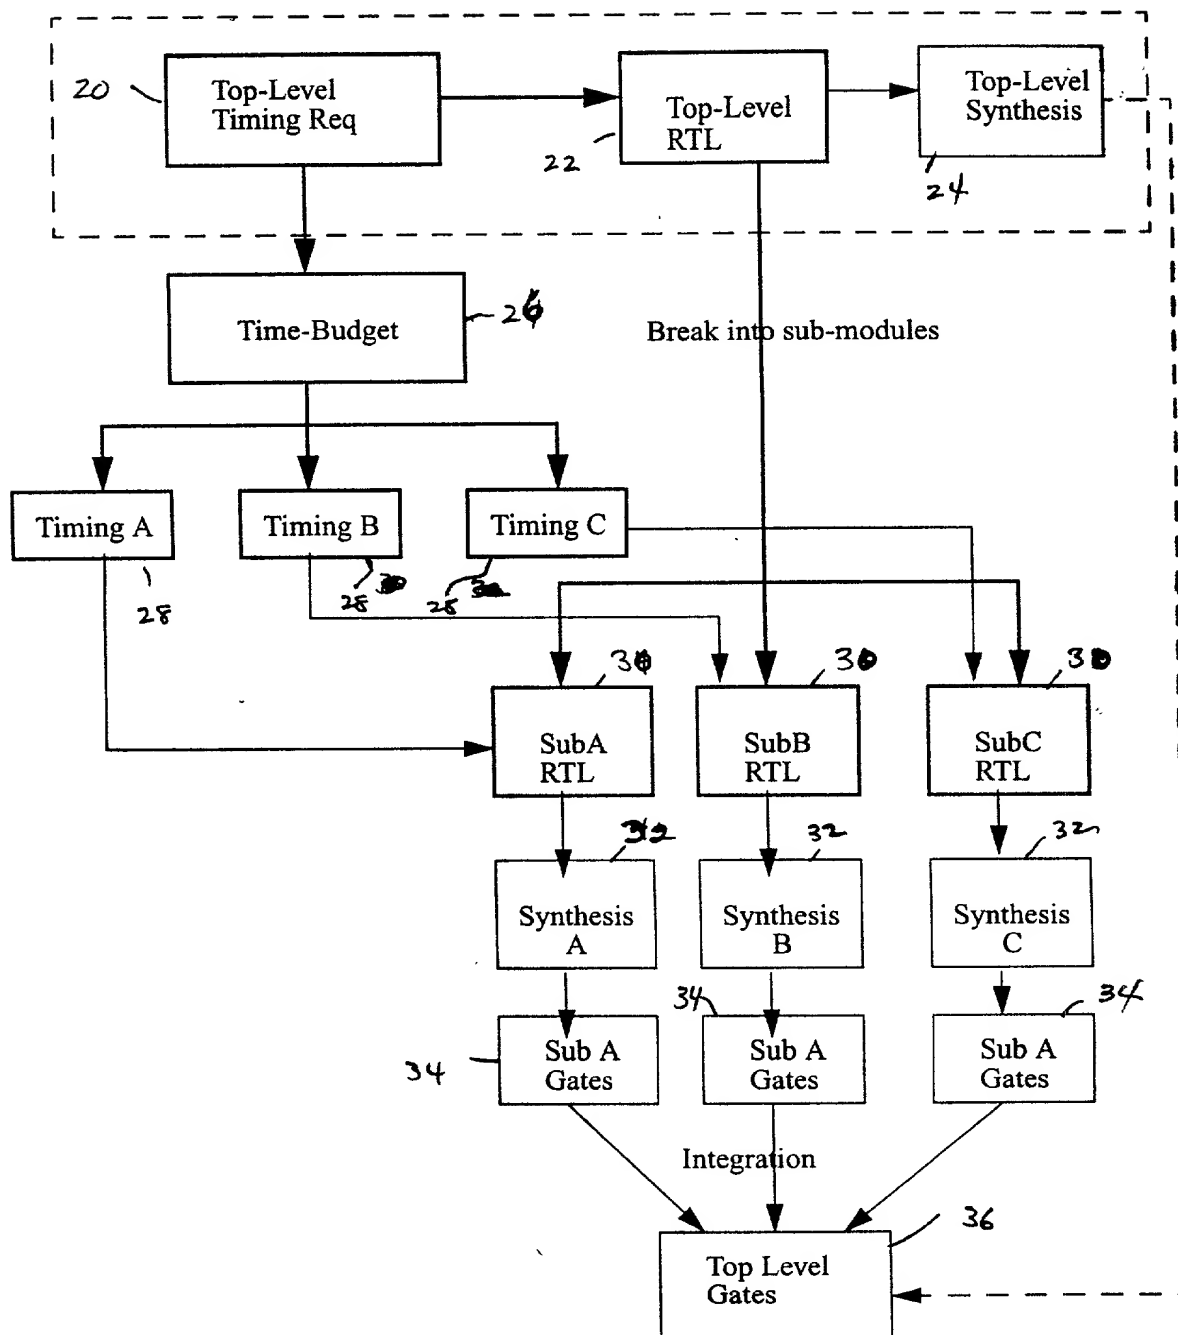 20
Top-Level
Timing Req
22
Top-Level
RTL
Top-Level
Synthesis
24
Time-Budget
26
Break into sub-modules
Timing A
28
Timing B
28
Timing C
28
30
30
30
SubA
RTL
SubB
RTL
SubC
RTL
32
32
32
Synthesis
A
Synthesis
B
Synthesis
C
34
34
34
Sub A
Gates
Sub A
Gates
Sub A
Gates
Integration
36
Top Level
Gates